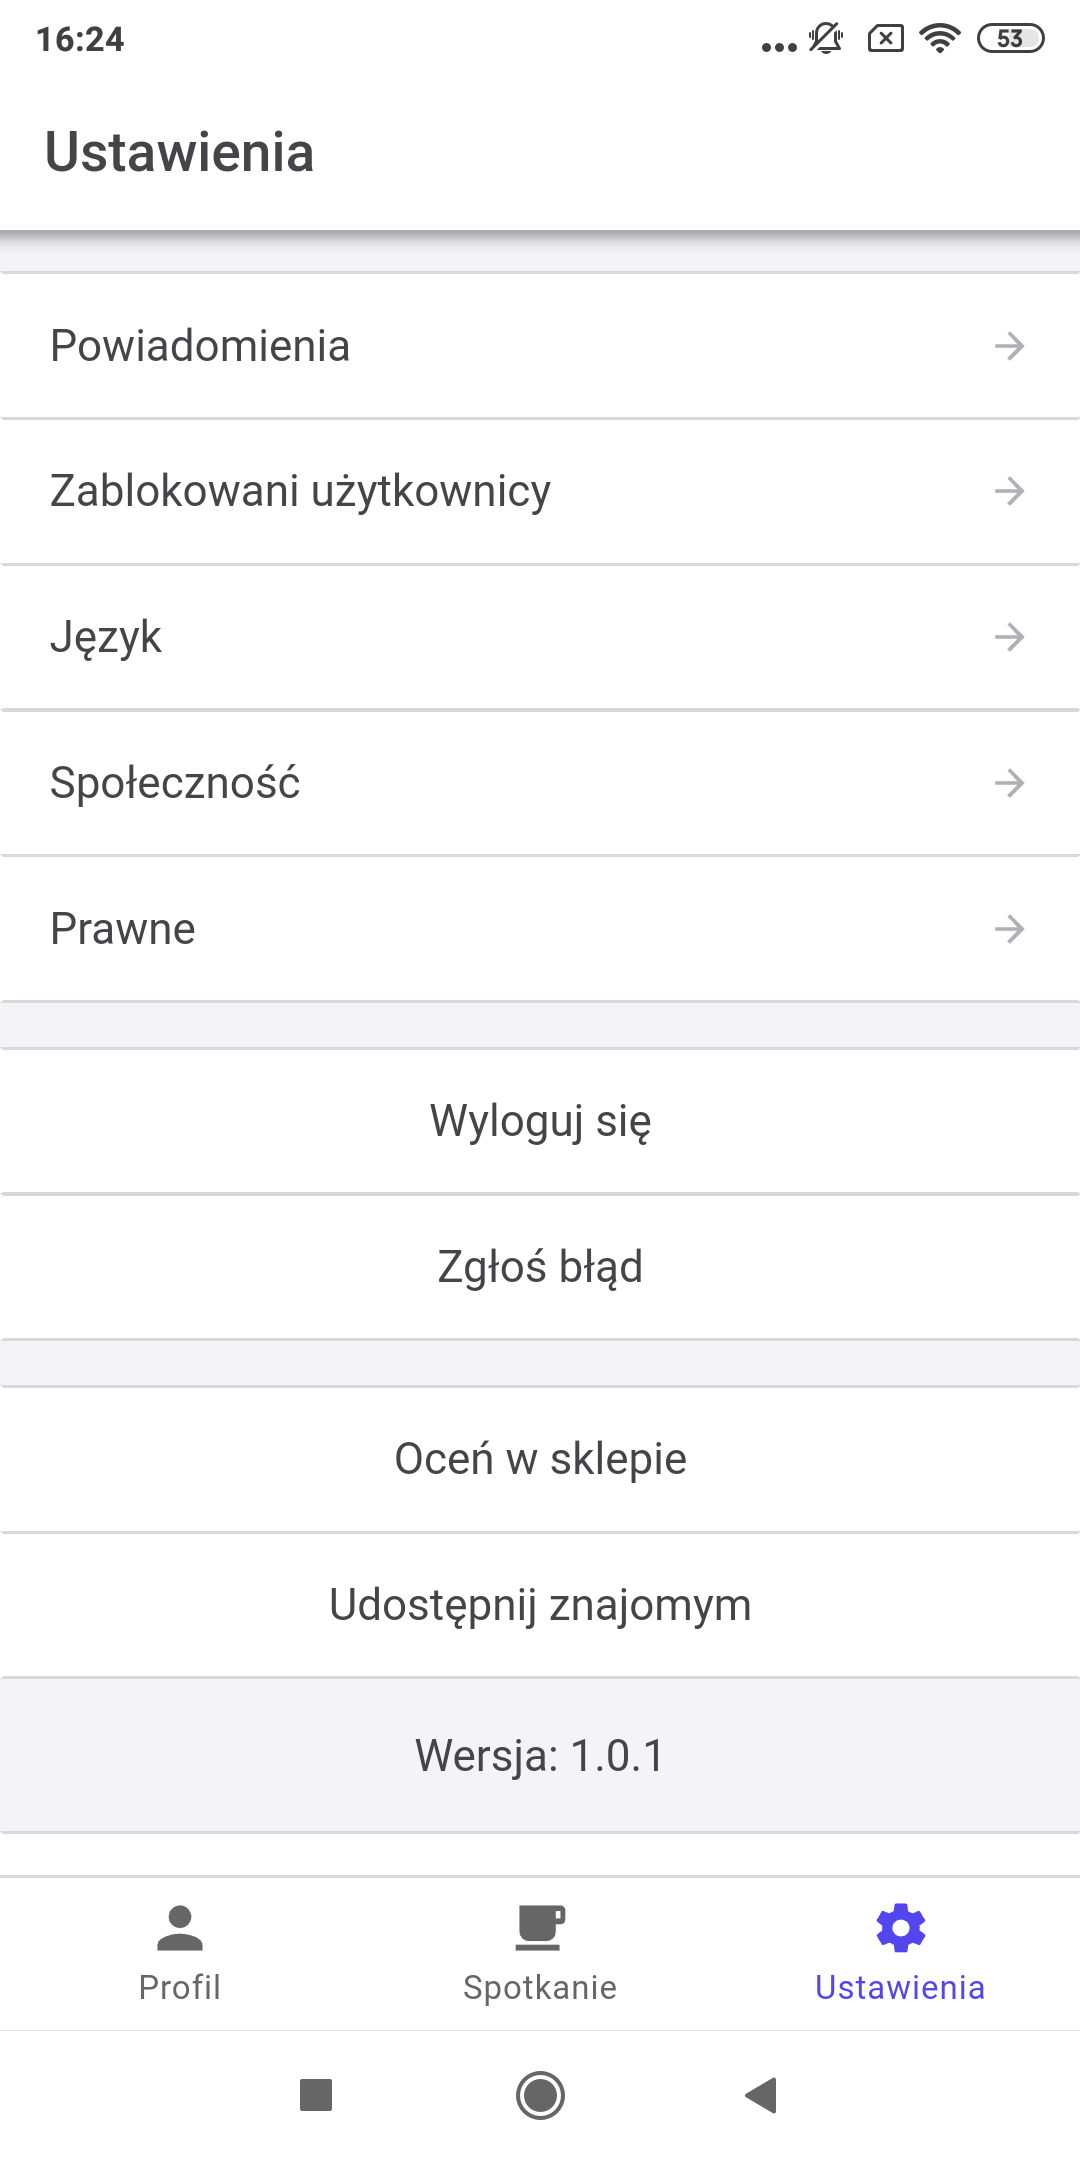 16:24
53
Ustawienia
Powiadomienia
Zablokowani użytkownicy
Język
Społeczność
Prawne
Wyloguj się
Zgłoś błąd
Oceń w sklepie
Udostępnij znajomym
Wersja: 1.0.1
Profil
Spotkanie
Ustawienia